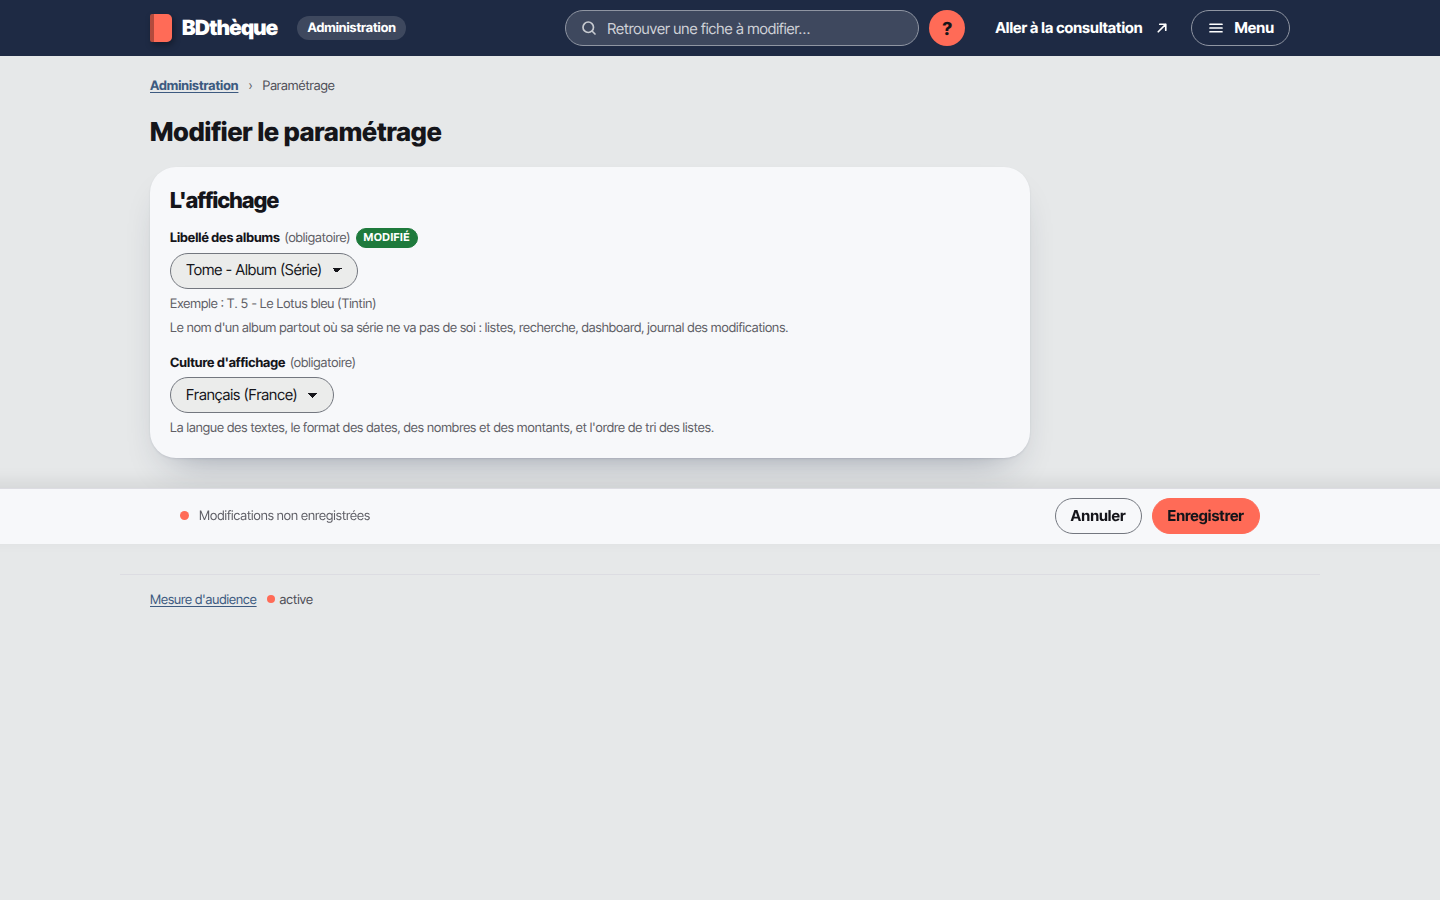 BDthèque
Administration
Retrouver une fiche à modifier...
?
Aller à la consultation
Menu
Administration › Paramétrage
Modifier le paramétrage
L'affichage
Libellé des albums (obligatoire) MODIFIÉ
Tome - Album (Série)
Exemple : T. 5 - Le Lotus bleu (Tintin)
Le nom d'un album partout où sa série ne va pas de soi : listes, recherche, dashboard, journal des modifications.
Culture d'affichage (obligatoire)
Français (France)
La langue des textes, le format des dates, des nombres et des montants, et l'ordre de tri des listes.
Modifications non enregistrées
Annuler
Enregistrer
Mesure d'audience active